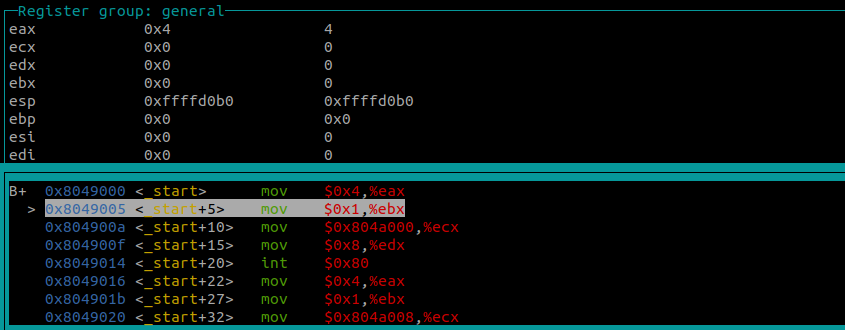 Register group: general
eax 0x4 4
ecx 0x0 0
edx 0x0 0
ebx 0x0 0
esp 0xffffd0b0 0xffffd0b0
ebp 0x0 0x0
esi 0x0 0
edi 0x0 0
B+ 0x8049000 <_start> mov $0x4,%eax
> 0x8049005 <_start+5> mov $0x1,%ebx
0x804900a <_start+10> mov $0x804a000,%ecx
0x804900f <_start+15> mov $0x8,%edx
0x8049014 <_start+20> int $0x80
0x8049016 <_start+22> mov $0x4,%eax
0x804901b <_start+27> mov $0x1,%ebx
0x8049020 <_start+32> mov $0x804a008,%ecx